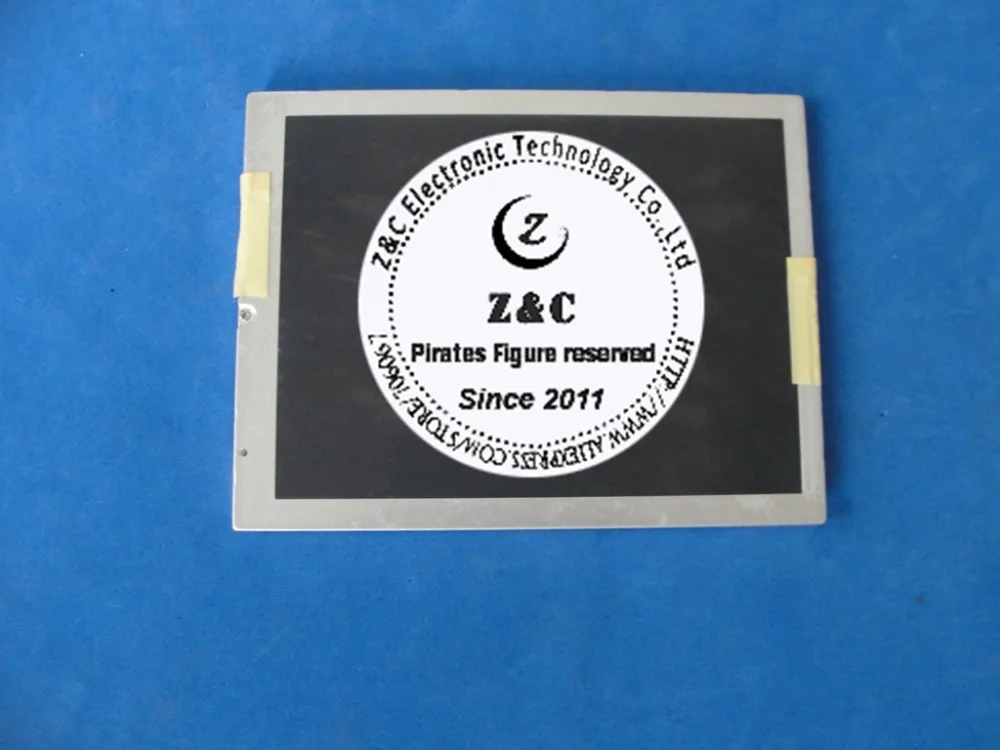 Z&C Electronic Technology Co.,Ltd
Z
Z&C
Pirates Figure reserved
Since 2011
HTTP://WWW.ALIEXPRESS.COM/STORE/706067